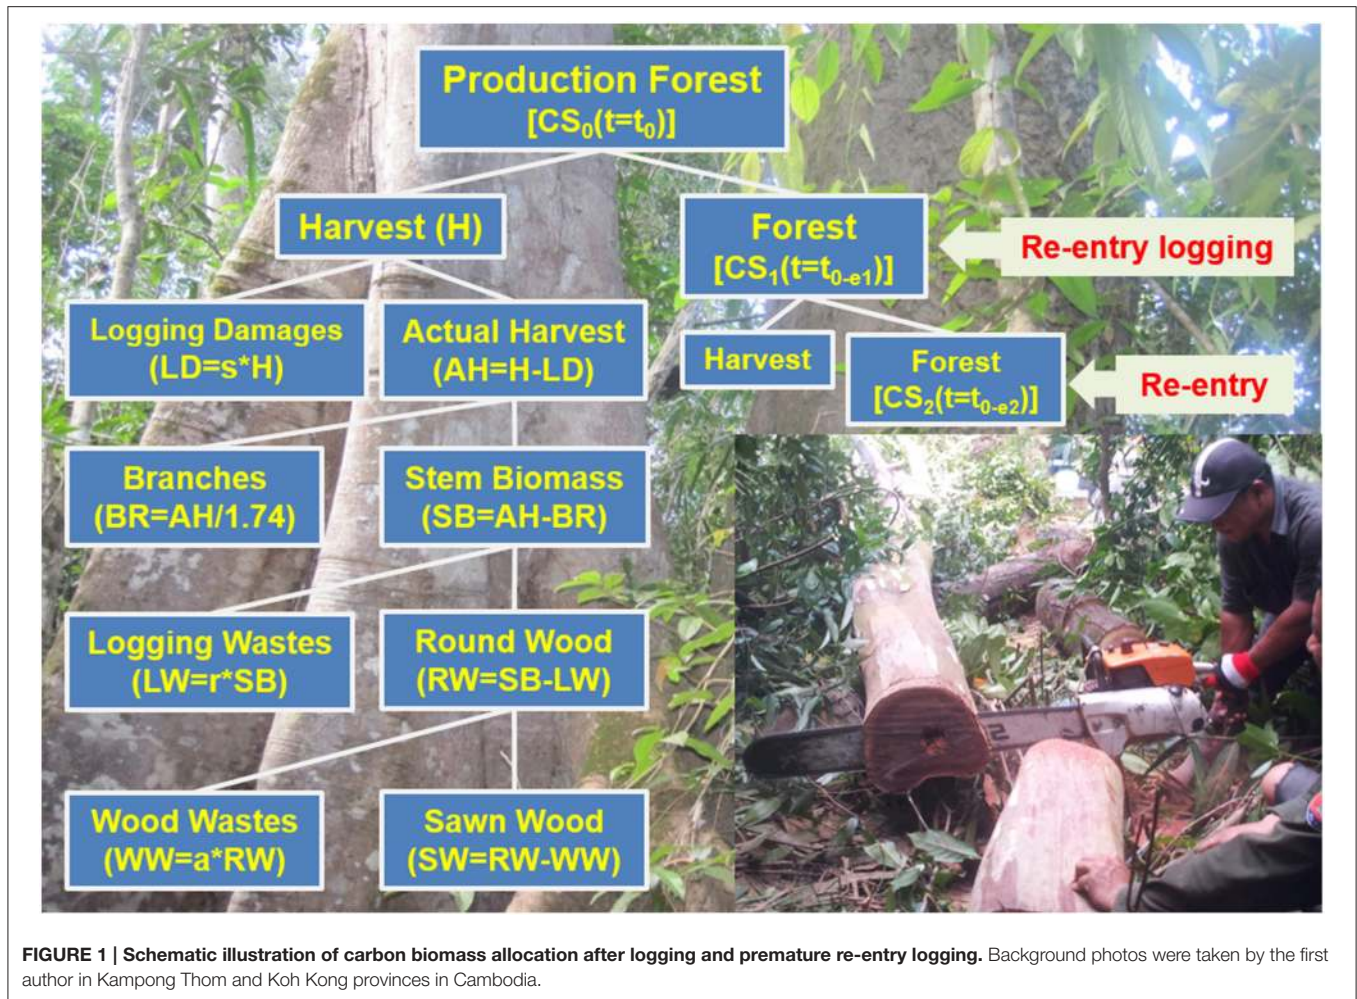 Production Forest
[CS₀(t=t₀)]
Harvest (H)
Forest
[CS₁(t=t₀₋ₑ₁)]
Re-entry logging
Logging Damages
(LD=s*H)
Actual Harvest
(AH=H-LD)
Harvest
Forest
[CS₂(t=t₀₋ₑ₂)]
Re-entry
Branches
(BR=AH/1.74)
Stem Biomass
(SB=AH-BR)
Logging Wastes
(LW=r*SB)
Round Wood
(RW=SB-LW)
Wood Wastes
(WW=a*RW)
Sawn Wood
(SW=RW-WW)
FIGURE 1 | Schematic illustration of carbon biomass allocation after logging and premature re-entry logging. Background photos were taken by the first
author in Kampong Thom and Koh Kong provinces in Cambodia.